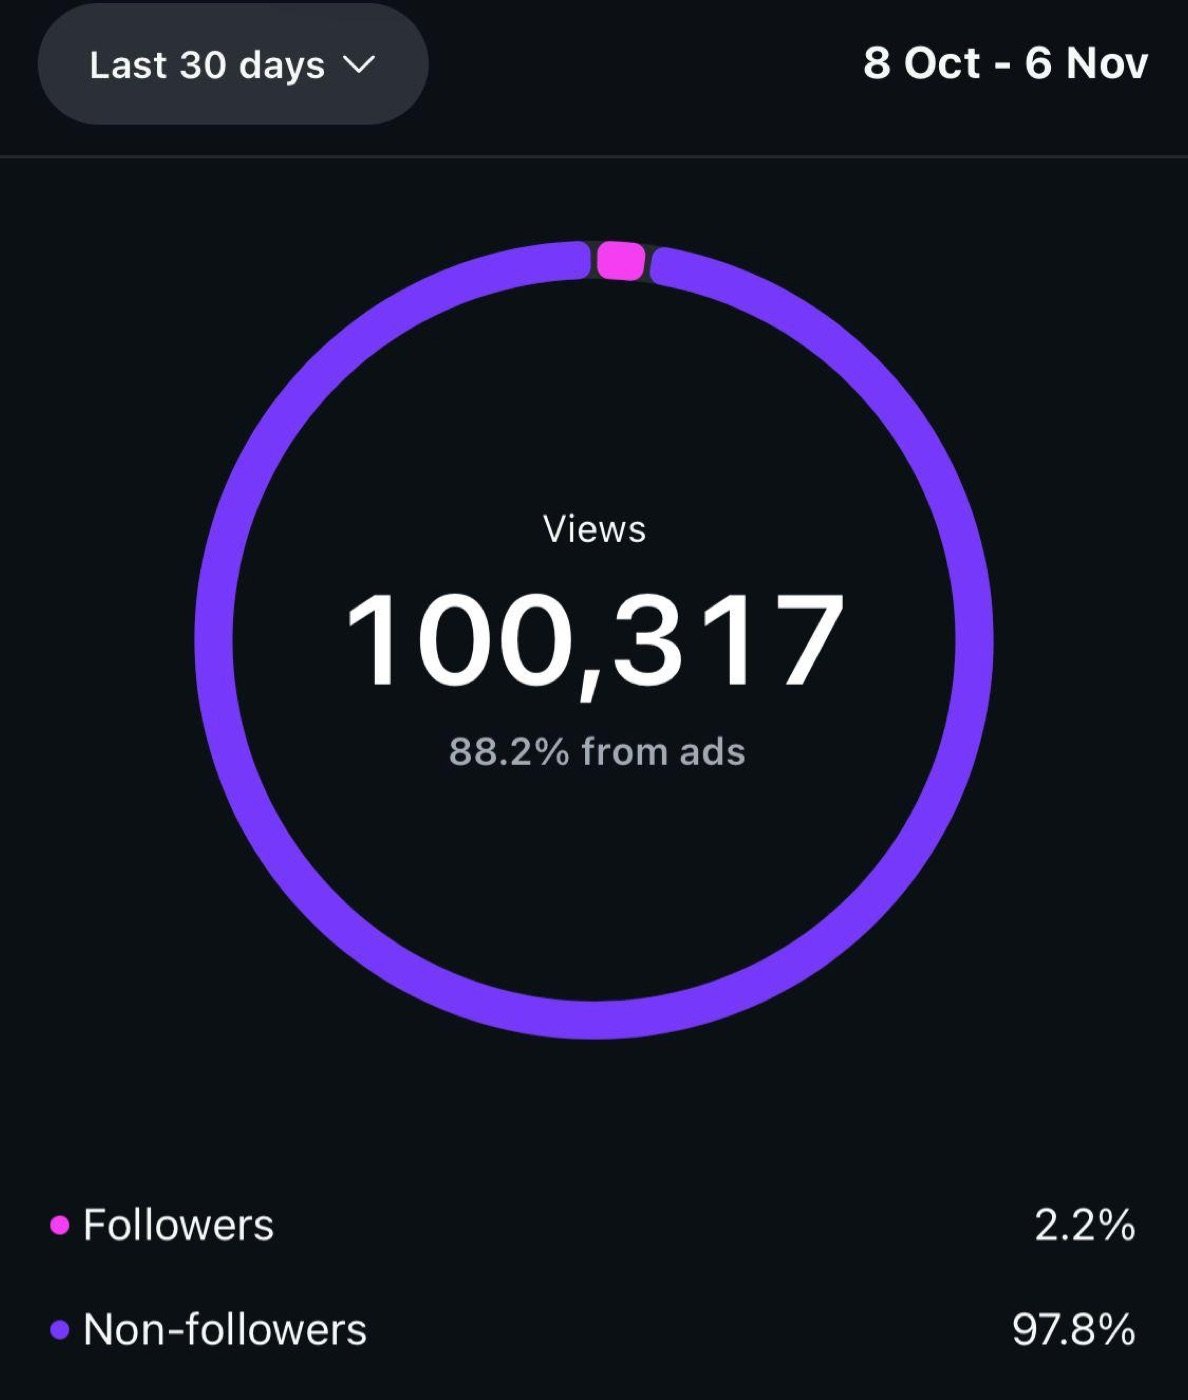 Last 30 days
8 Oct - 6 Nov
Views
100,317
88.2% from ads
Followers 2.2%
Non-followers 97.8%